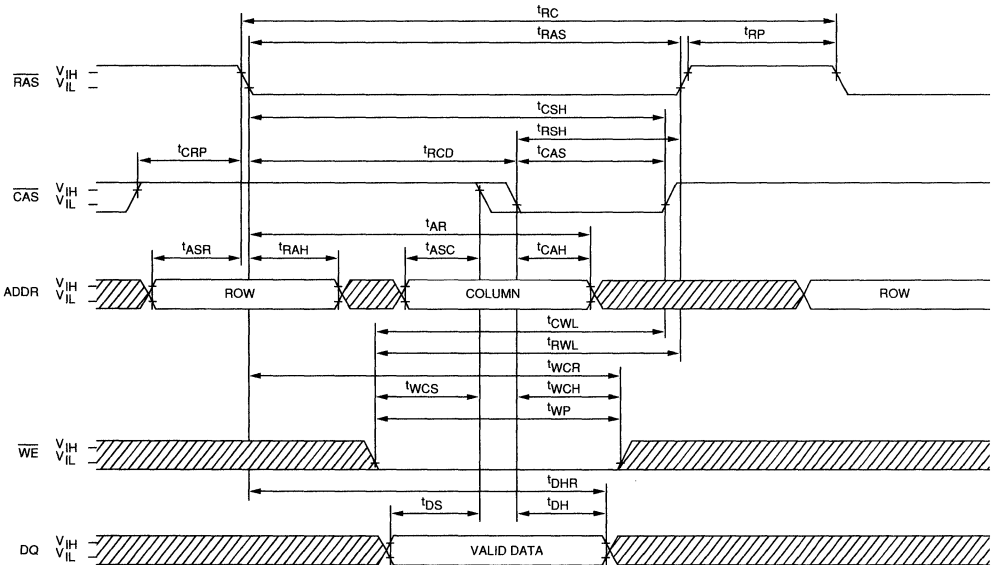 tRC
tRAS tRP
RAS VIH
VIL
tCSH
tRSH
tCRP tRCD tCAS
CAS VIH
VIL
tAR
tASR tRAH tASC tCAH
ADDR VIH
VIL
ROW COLUMN ROW
tCWL
tRWL
tWCR
tWCS tWCH
tWP
WE VIH
VIL
tDHR
tDS tDH
DQ VIH
VIL
VALID DATA